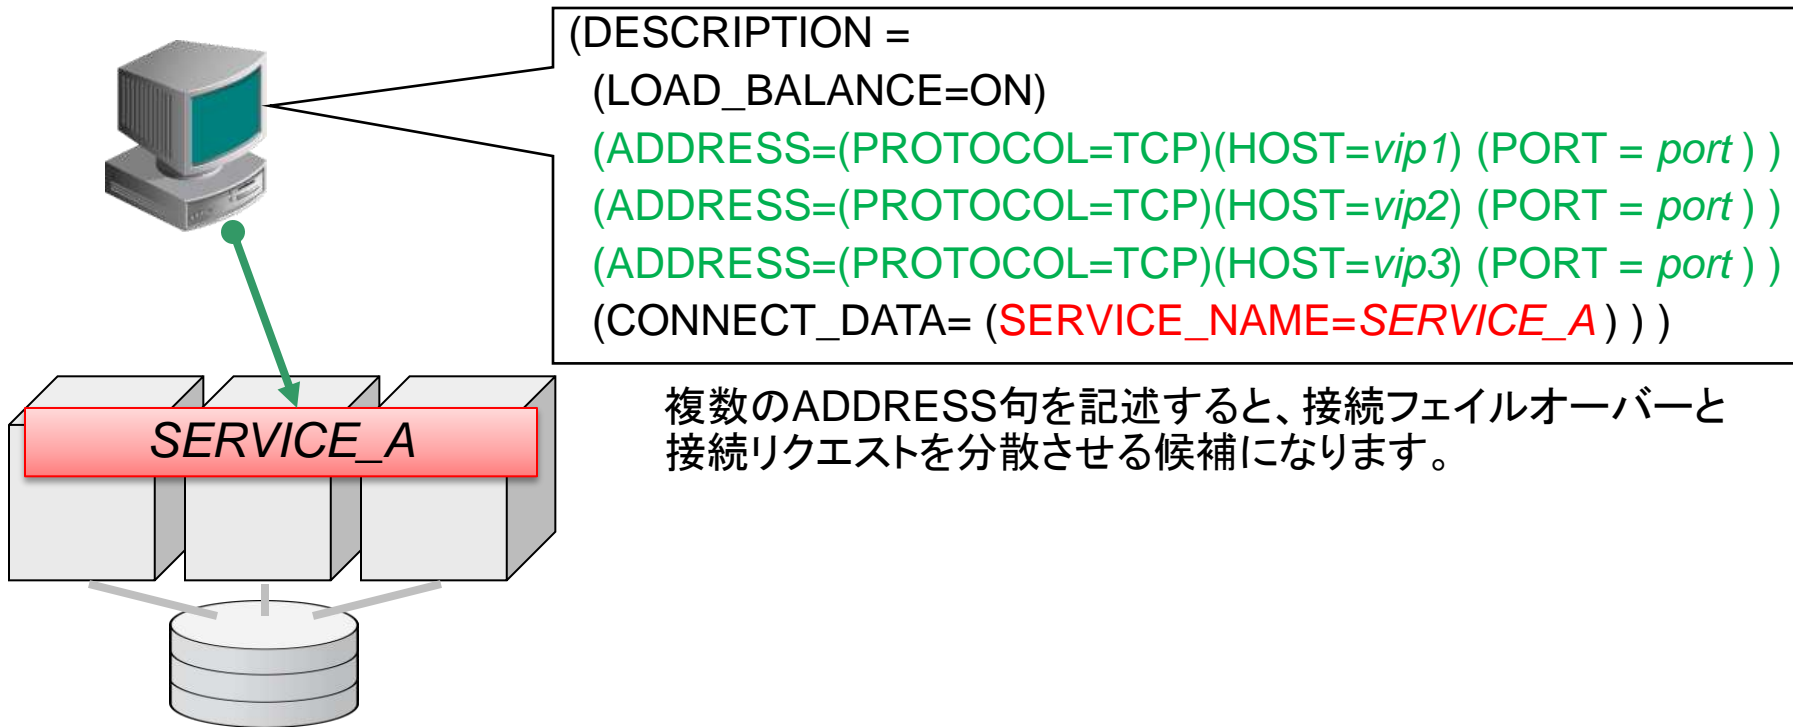 (DESCRIPTION =
(LOAD_BALANCE=ON)
(ADDRESS=(PROTOCOL=TCP)(HOST=vip1) (PORT = port ) )
(ADDRESS=(PROTOCOL=TCP)(HOST=vip2) (PORT = port ) )
(ADDRESS=(PROTOCOL=TCP)(HOST=vip3) (PORT = port ) )
(CONNECT_DATA= (SERVICE_NAME=SERVICE_A ) ) )
複数のADDRESS句を記述すると、接続フェイルオーバーと
接続リクエストを分散させる候補になります。
SERVICE_A